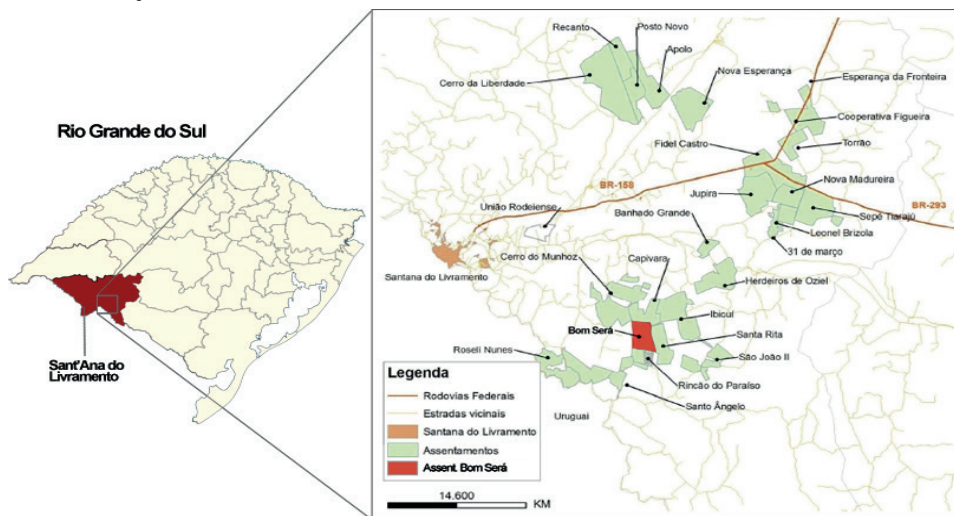 Rio Grande do Sul
Sant'Ana do
Livramento
Recanto
Posto Novo
Apolo
Cerro da Liberdade
Nova Esperança
Esperança da Fronteira
Cooperativa Figueira
Torrão
Fidel Castro
BR-158
Jupira
Nova Madureira
União Rodeiense
Banhado Grande
Sepé Tiarajú
BR-293
Leonel Brizola
31 de março
Santana do Livramento
Cerro do Munhoz
Capivara
Herdeiros de Oziel
Ibicuí
Bom Será
Santa Rita
Roseli Nunes
São João II
Rincão do Paraíso
Santo Ângelo
Uruguai
Legenda
Rodovias Federais
Estradas vicinais
Santana do Livramento
Assentamentos
Assent. Bom Será
14.600
KM